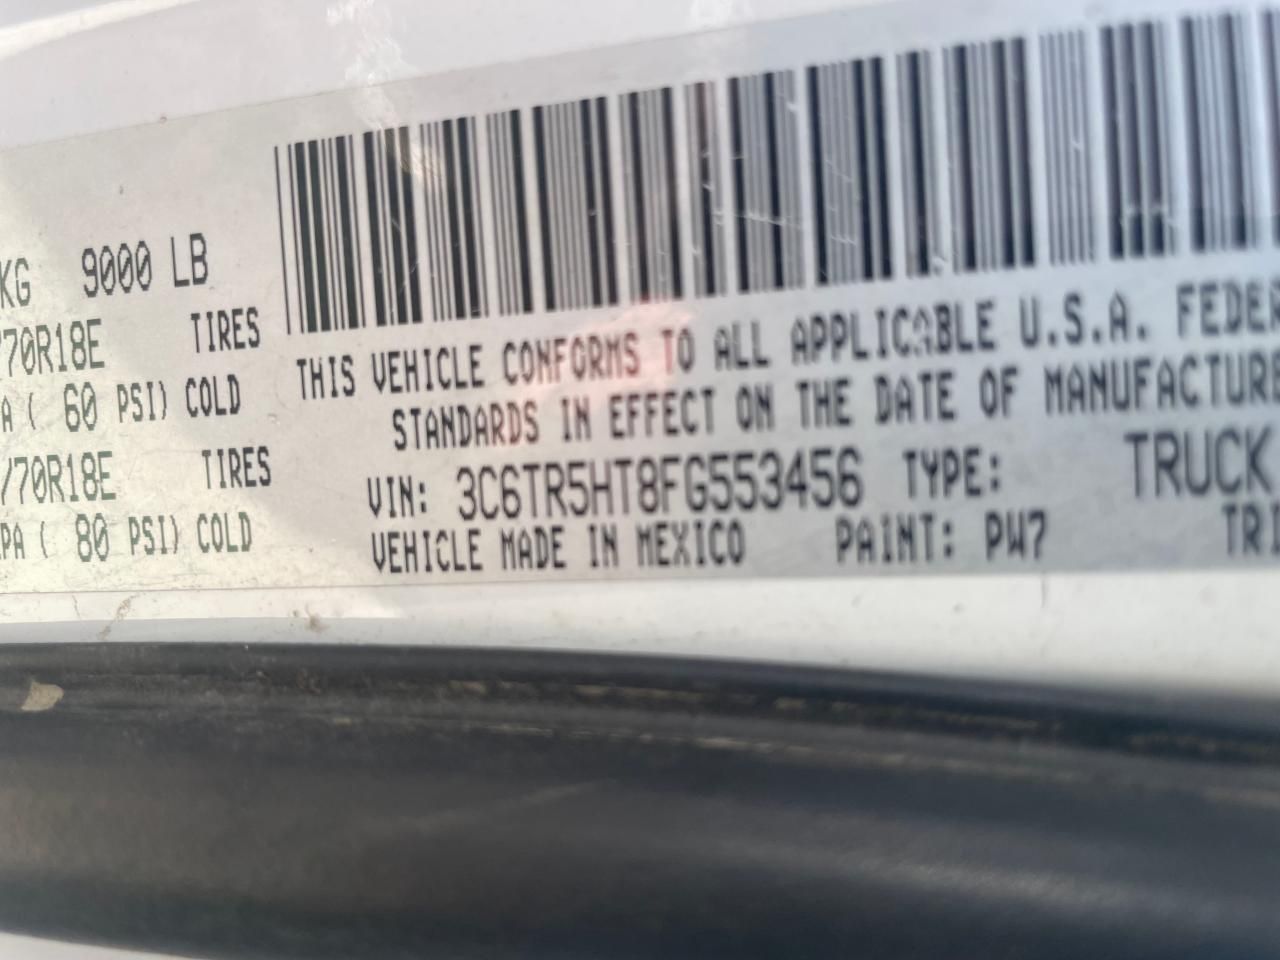 KG 9000 LB
70R18E TIRES
A ( 60 PSI) COLD
/70R18E TIRES
PA ( 80 PSI) COLD
THIS VEHICLE CONFORMS TO ALL APPLICABLE U.S.A. FEDER
STANDARDS IN EFFECT ON THE DATE OF MANUFACTURE
VIN: 3C6TR5HT8FG553456 TYPE: TRUCK
VEHICLE MADE IN MEXICO PAINT: PW7 TRI